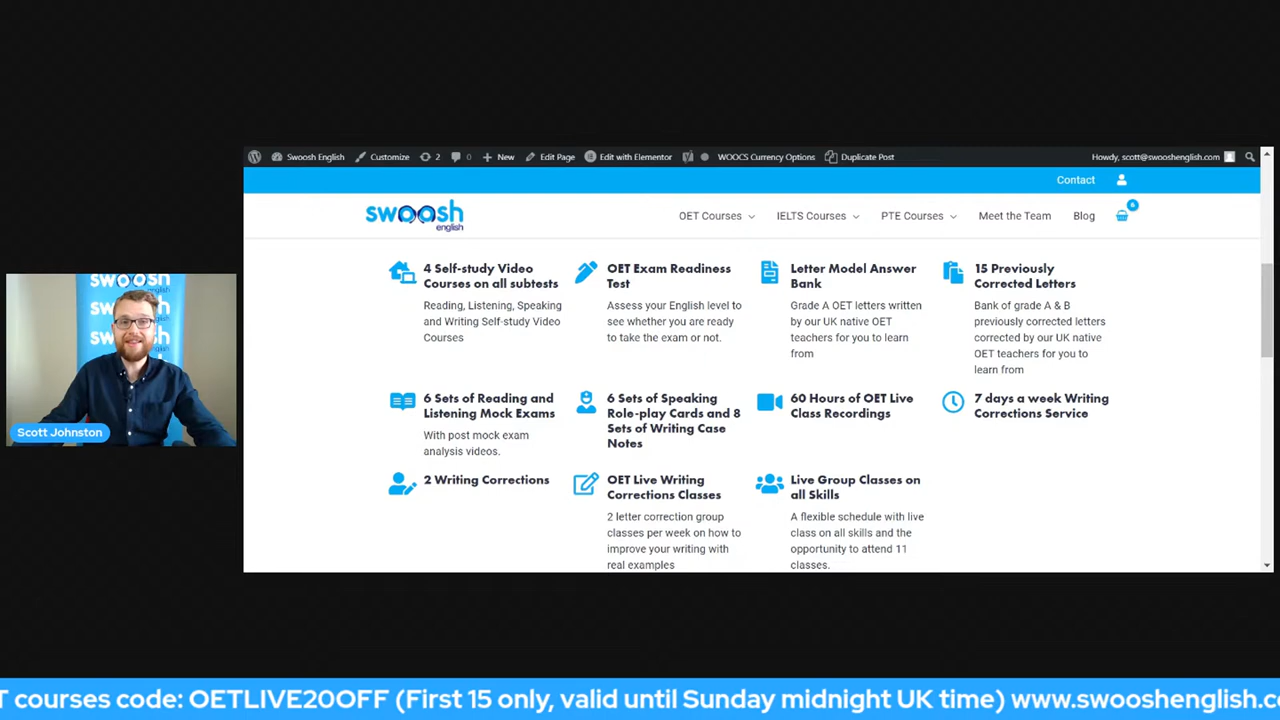 Swoosh English
Customize
2
0
New
Edit Page
Edit with Elementor
WOOCS Currency Options
Duplicate Post
Howdy, scott@swooshenglish.com
Contact
swoosh
english
OET Courses
IELTS Courses
PTE Courses
Meet the Team
Blog
4 Self-study Video
Courses on all subtests
Reading, Listening, Speaking
and Writing Self-study Video
Courses
OET Exam Readiness
Test
Assess your English level to
see whether you are ready
to take the exam or not.
Letter Model Answer
Bank
Grade A OET letters written
by our UK native OET
teachers for you to learn
from
15 Previously
Corrected Letters
Bank of grade A & B
previously corrected letters
corrected by our UK native
OET teachers for you to
learn from
6 Sets of Reading and
Listening Mock Exams
With post mock exam
analysis videos.
6 Sets of Speaking
Role-play Cards and 8
Sets of Writing Case
Notes
60 Hours of OET Live
Class Recordings
7 days a week Writing
Corrections Service
2 Writing Corrections
OET Live Writing
Corrections Classes
2 letter correction group
classes per week on how to
improve your writing with
real examples
Live Group Classes on
all Skills
A flexible schedule with live
class on all skills and the
opportunity to attend 11
classes.
swoosh
swoosh
swoosh
Scott Johnston
T courses code: OETLIVE20OFF (First 15 only, valid until Sunday midnight UK time) www.swooshenglish.c